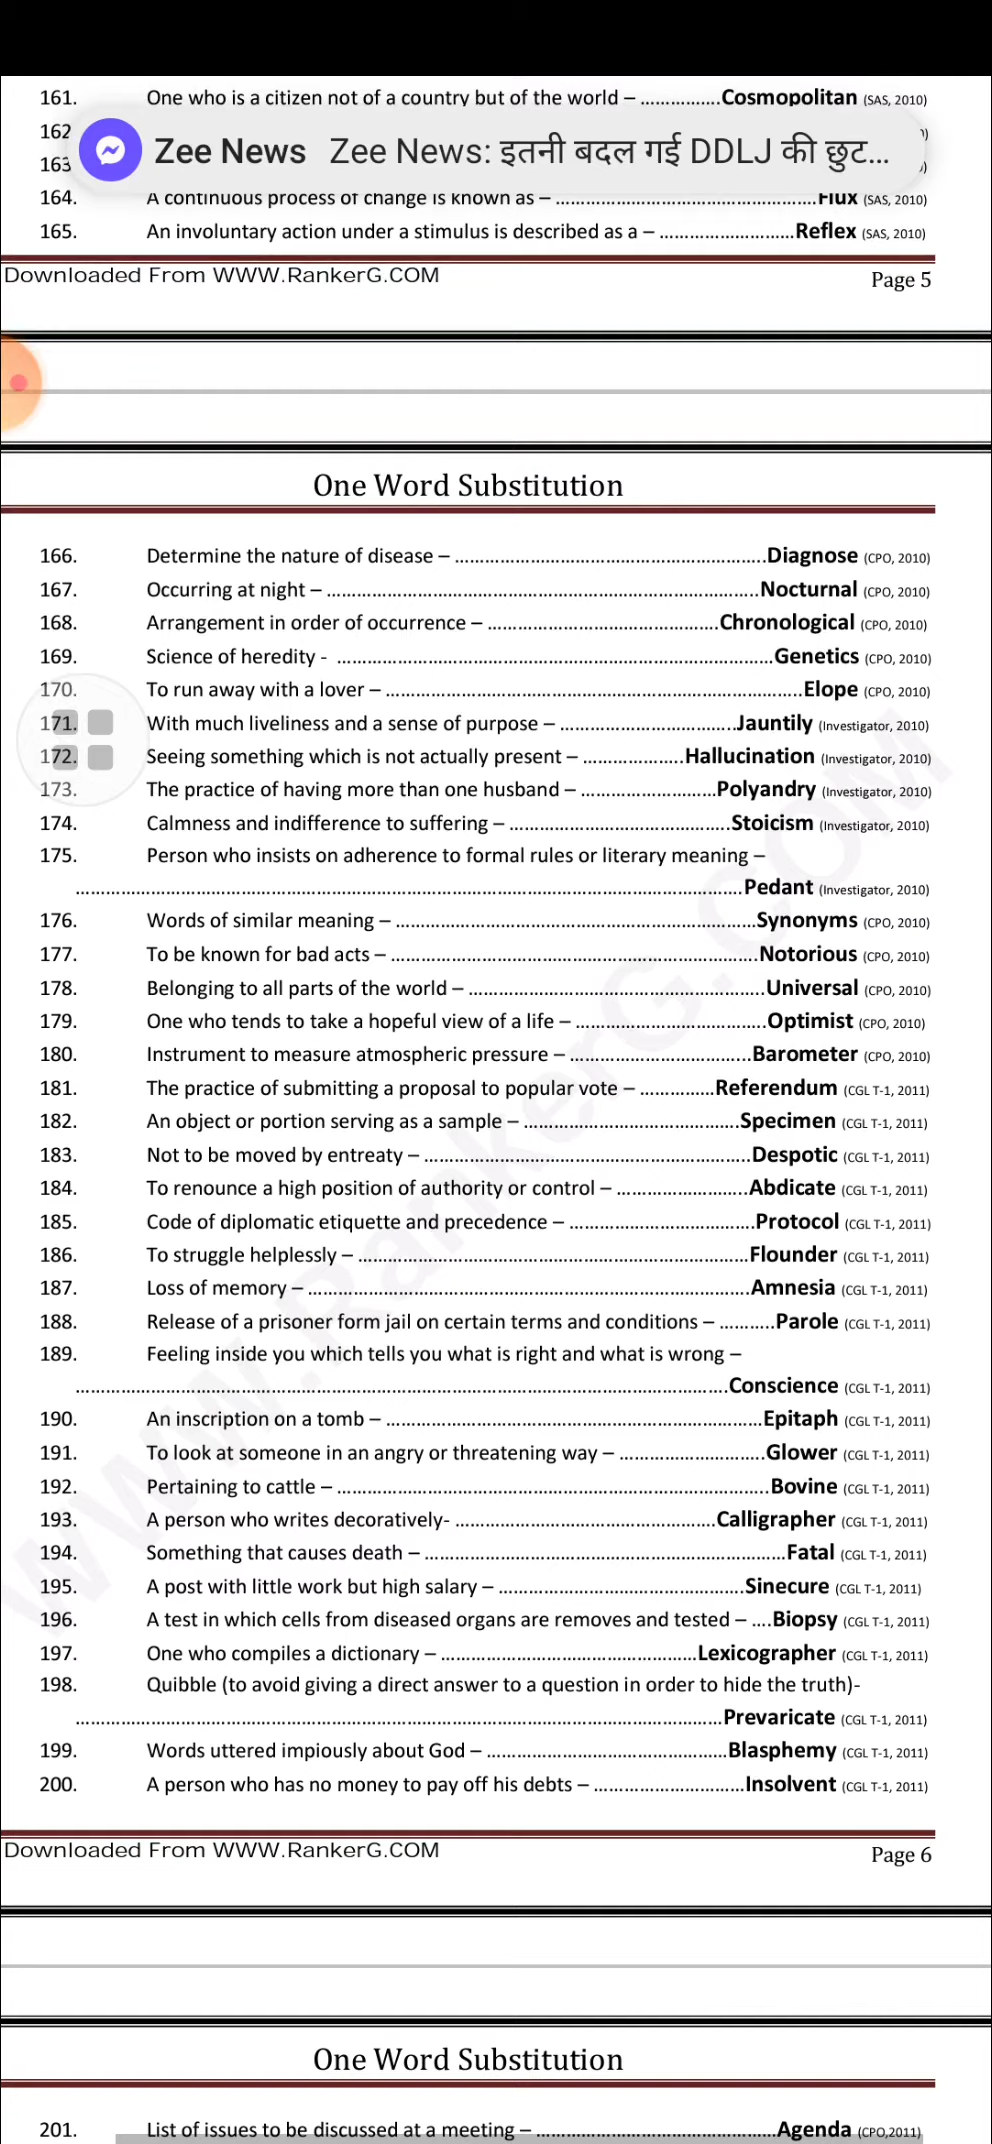 161. One who is a citizen not of a country but of the world – ................Cosmopolitan (SAS, 2010)
162
Zee News Zee News: इतनी बदल गई DDLJ की छुट...
163
164. A continuous process of change is known as – ....................................................Flux (SAS, 2010)
165. An involuntary action under a stimulus is described as a – ...........................Reflex (SAS, 2010)
Downloaded From WWW.RankerG.COM Page 5
One Word Substitution
166. Determine the nature of disease – ..............................................................Diagnose (CPO, 2010)
167. Occurring at night – ......................................................................................Nocturnal (CPO, 2010)
168. Arrangement in order of occurrence – ..............................................Chronological (CPO, 2010)
169. Science of heredity - .......................................................................................Genetics (CPO, 2010)
170. To run away with a lover – ...................................................................................Elope (CPO, 2010)
171. With much liveliness and a sense of purpose – ...................................Jauntily (Investigator, 2010)
172. Seeing something which is not actually present – ....................Hallucination (Investigator, 2010)
173. The practice of having more than one husband – ...........................Polyandry (Investigator, 2010)
174. Calmness and indifference to suffering – ............................................Stoicism (Investigator, 2010)
175. Person who insists on adherence to formal rules or literary meaning –
.....................................................................................................................................Pedant (Investigator, 2010)
176. Words of similar meaning – ........................................................................Synonyms (CPO, 2010)
177. To be known for bad acts – .........................................................................Notorious (CPO, 2010)
178. Belonging to all parts of the world – ...........................................................Universal (CPO, 2010)
179. One who tends to take a hopeful view of a life – ......................................Optimist (CPO, 2010)
180. Instrument to measure atmospheric pressure – ....................................Barometer (CPO, 2010)
181. The practice of submitting a proposal to popular vote – ...............Referendum (CGL T-1, 2011)
182. An object or portion serving as a sample – ...........................................Specimen (CGL T-1, 2011)
183. Not to be moved by entreaty – .................................................................Despotic (CGL T-1, 2011)
184. To renounce a high position of authority or control – ..........................Abdicate (CGL T-1, 2011)
185. Code of diplomatic etiquette and precedence – .....................................Protocol (CGL T-1, 2011)
186. To struggle helplessly – ..............................................................................Flounder (CGL T-1, 2011)
187. Loss of memory – ........................................................................................Amnesia (CGL T-1, 2011)
188. Release of a prisoner form jail on certain terms and conditions – ...........Parole (CGL T-1, 2011)
189. Feeling inside you which tells you what is right and what is wrong –
..................................................................................................................................Conscience (CGL T-1, 2011)
190. An inscription on a tomb – ...........................................................................Epitaph (CGL T-1, 2011)
191. To look at someone in an angry or threatening way – .............................Glower (CGL T-1, 2011)
192. Pertaining to cattle – ......................................................................................Bovine (CGL T-1, 2011)
193. A person who writes decoratively- ....................................................Calligrapher (CGL T-1, 2011)
194. Something that causes death – ........................................................................Fatal (CGL T-1, 2011)
195. A post with little work but high salary – .................................................Sinecure (CGL T-1, 2011)
196. A test in which cells from diseased organs are removes and tested – ....Biopsy (CGL T-1, 2011)
197. One who compiles a dictionary – ...................................................Lexicographer (CGL T-1, 2011)
198. Quibble (to avoid giving a direct answer to a question in order to hide the truth)-
.................................................................................................................................Prevaricate (CGL T-1, 2011)
199. Words uttered impiously about God – ................................................Blasphemy (CGL T-1, 2011)
200. A person who has no money to pay off his debts – ..............................Insolvent (CGL T-1, 2011)
Downloaded From WWW.RankerG.COM Page 6
One Word Substitution
201. List of issues to be discussed at a meeting – ................................................Agenda (CPO,2011)
WWW.RankerG.COM